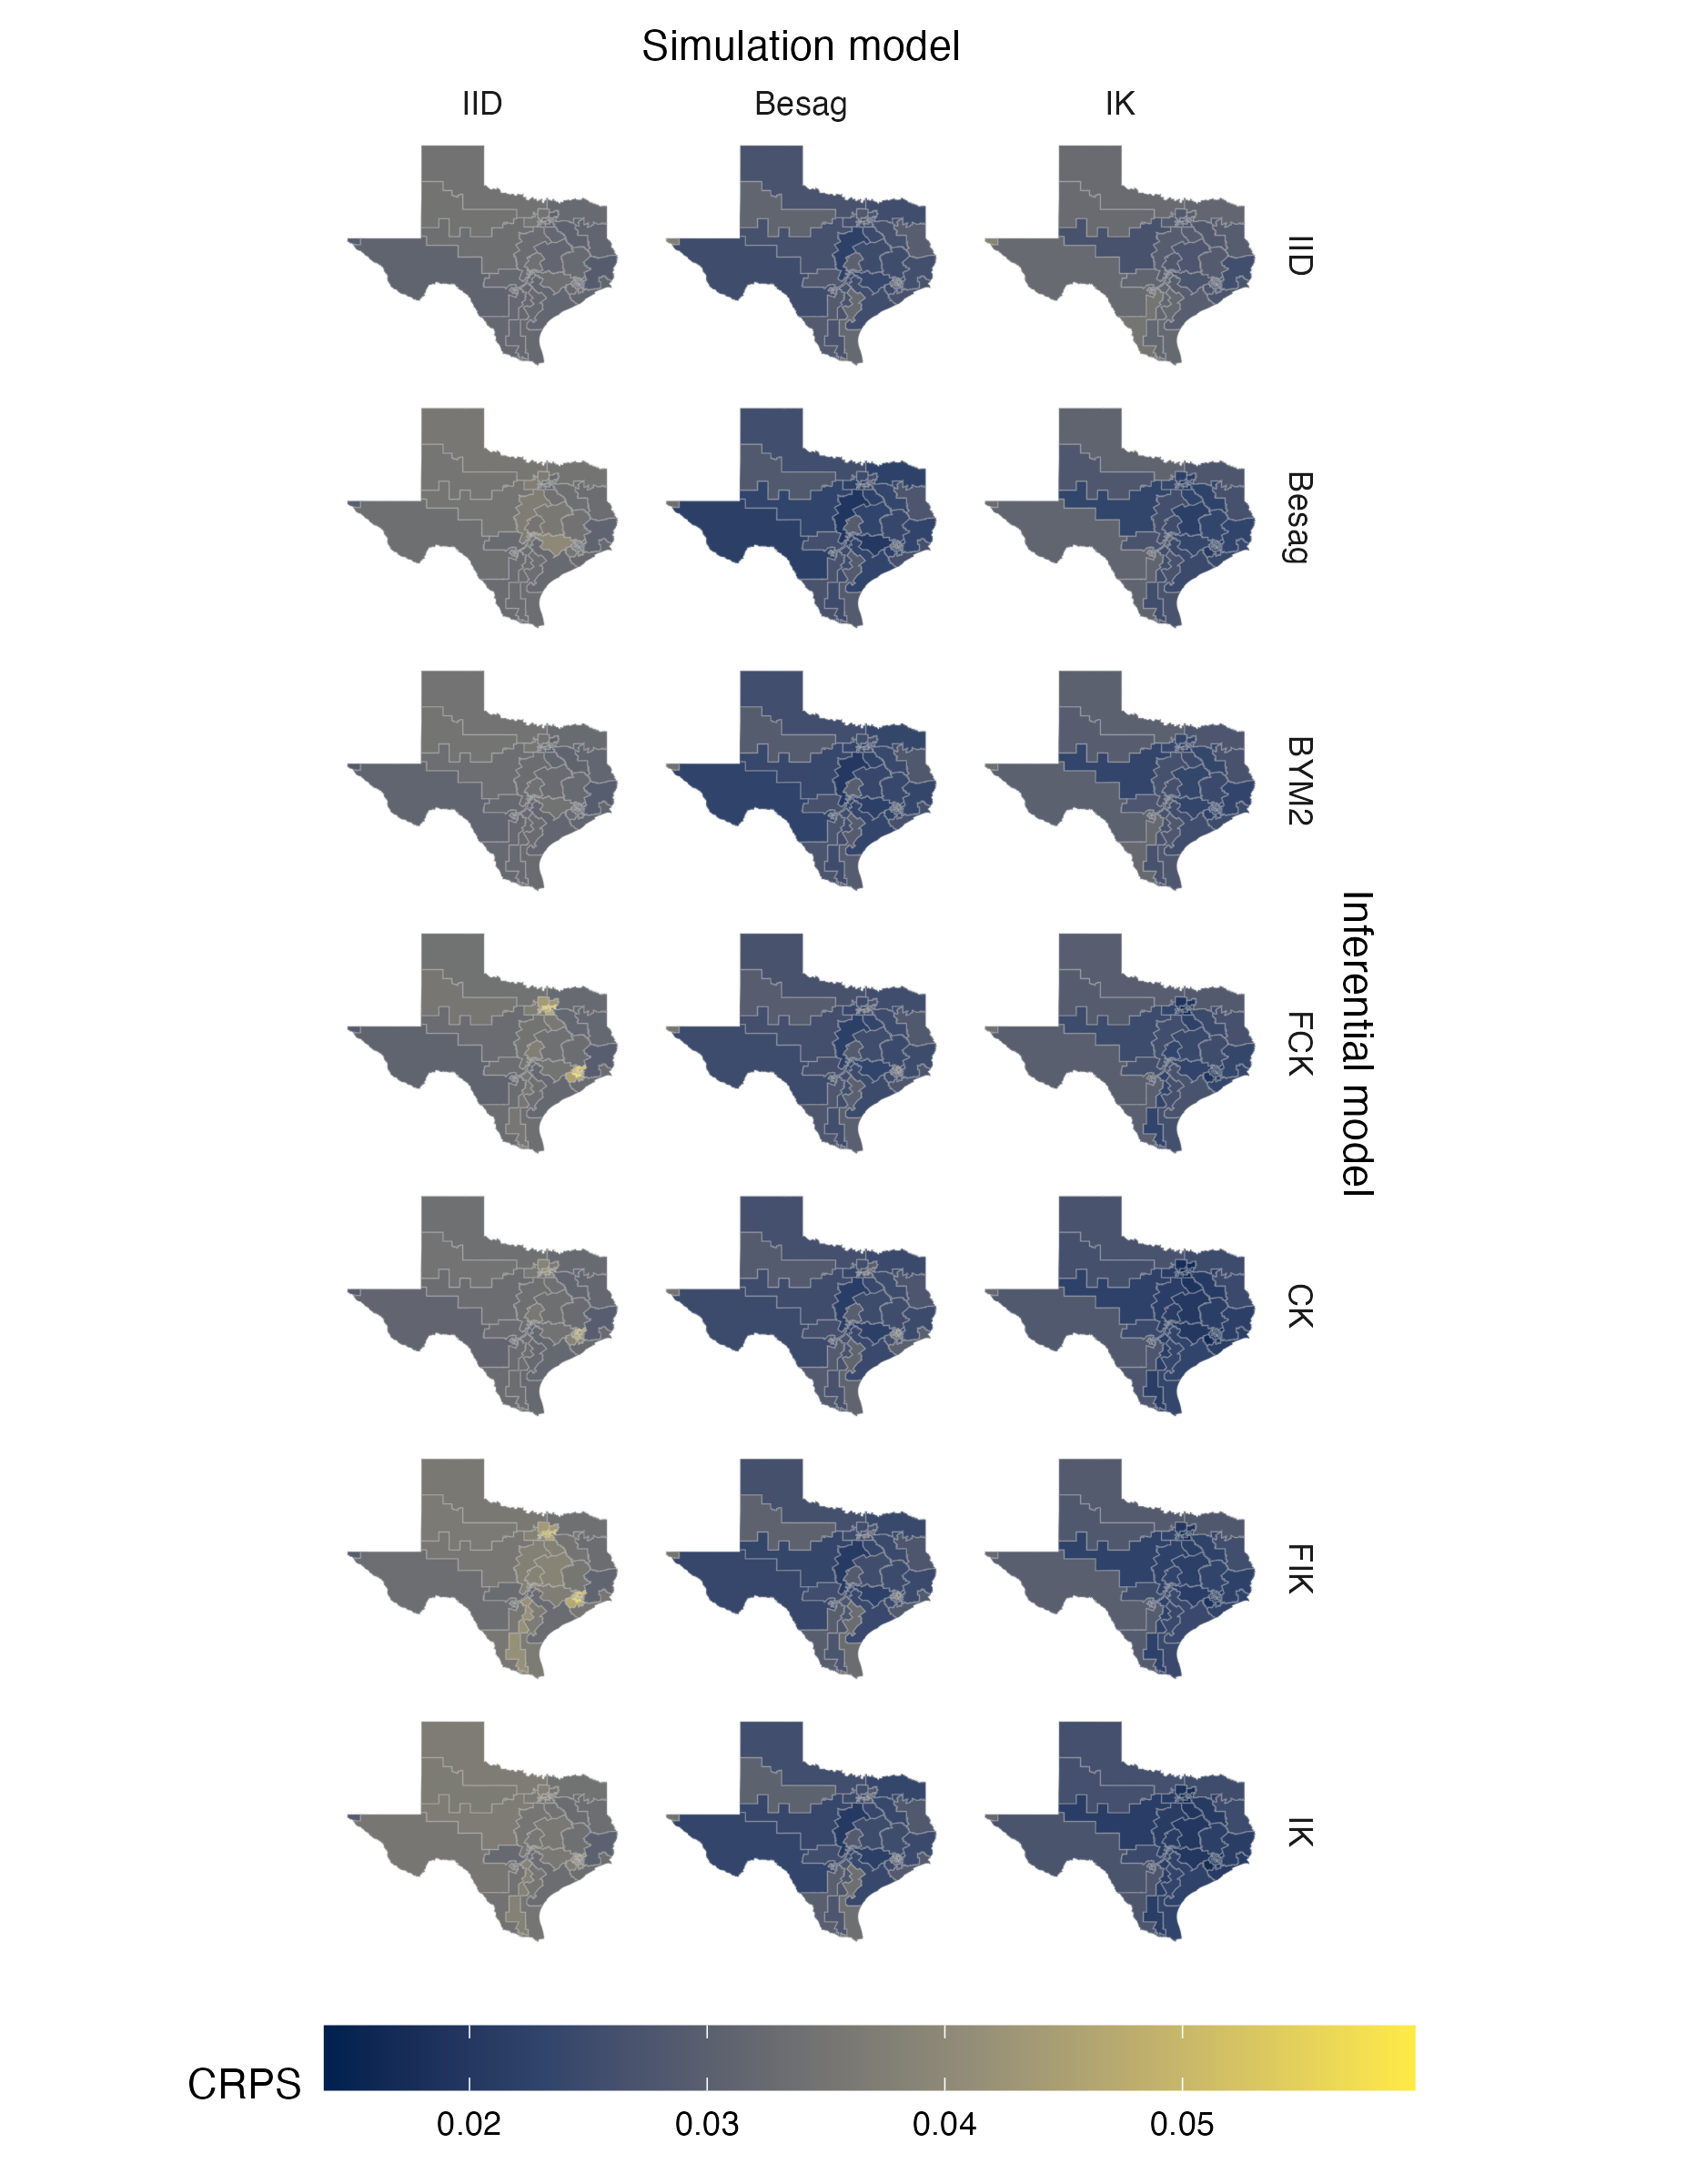 Simulation model
IID Besag IK
IID
Besag
BYM2
FCK
CK
FIK
IK
Inferential model
CRPS
0.02 0.03 0.04 0.05